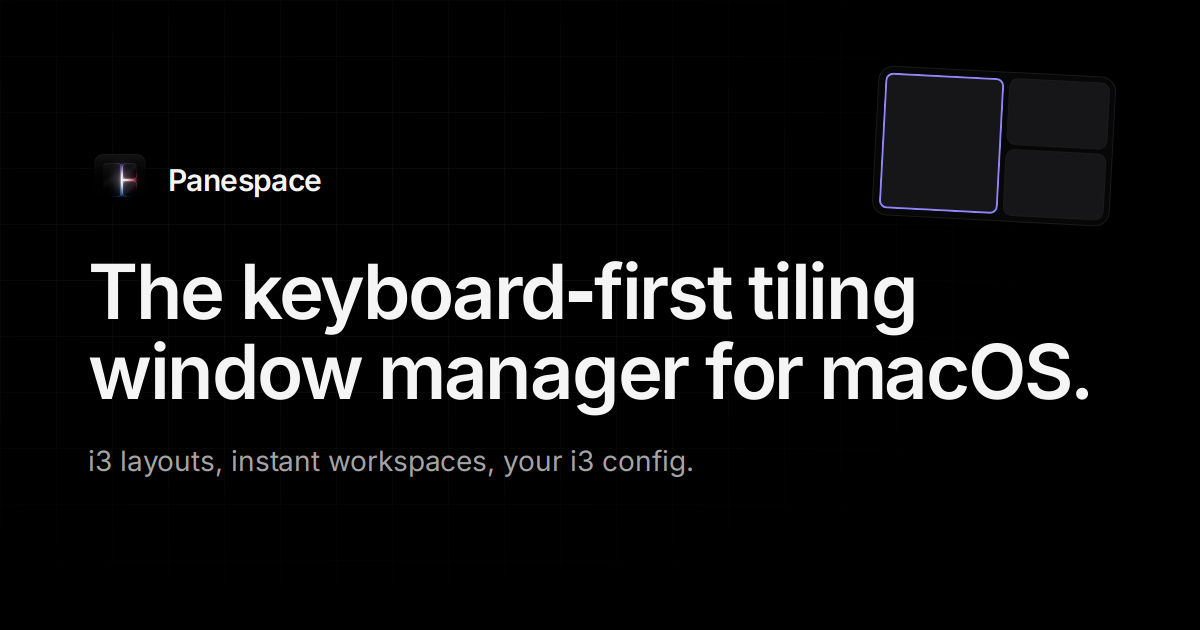 Panespace
The keyboard-first tiling
window manager for macOS.
i3 layouts, instant workspaces, your i3 config.